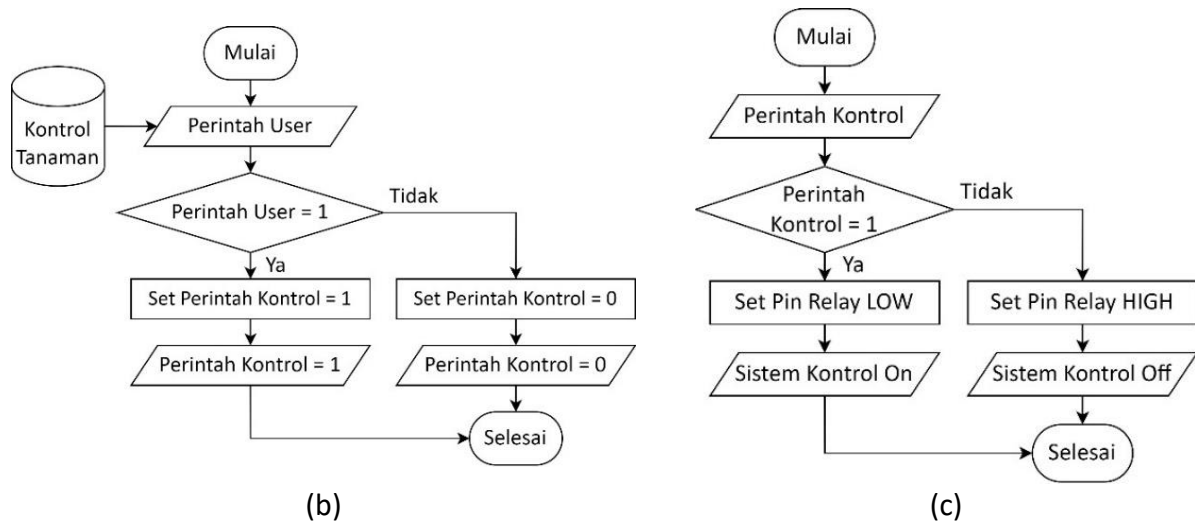 Mulai
Kontrol
Tanaman
Perintah User
Perintah User = 1
Tidak
Ya
Set Perintah Kontrol = 1
Set Perintah Kontrol = 0
Perintah Kontrol = 1
Perintah Kontrol = 0
Selesai
(b)
Mulai
Perintah Kontrol
Perintah
Kontrol = 1
Tidak
Ya
Set Pin Relay LOW
Set Pin Relay HIGH
Sistem Kontrol On
Sistem Kontrol Off
Selesai
(c)